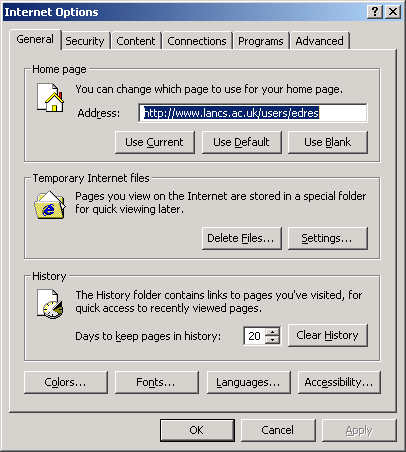 Internet Options
General Security Content Connections Programs Advanced
Home page
You can change which page to use for your home page.
Address: http://www.lancs.ac.uk/users/edres
Use Current Use Default Use Blank
Temporary Internet files
Pages you view on the Internet are stored in a special folder
for quick viewing later.
Delete Files... Settings...
History
The History folder contains links to pages you've visited, for
quick access to recently viewed pages.
Days to keep pages in history: 20 Clear History
Colors... Fonts... Languages... Accessibility...
OK Cancel Apply